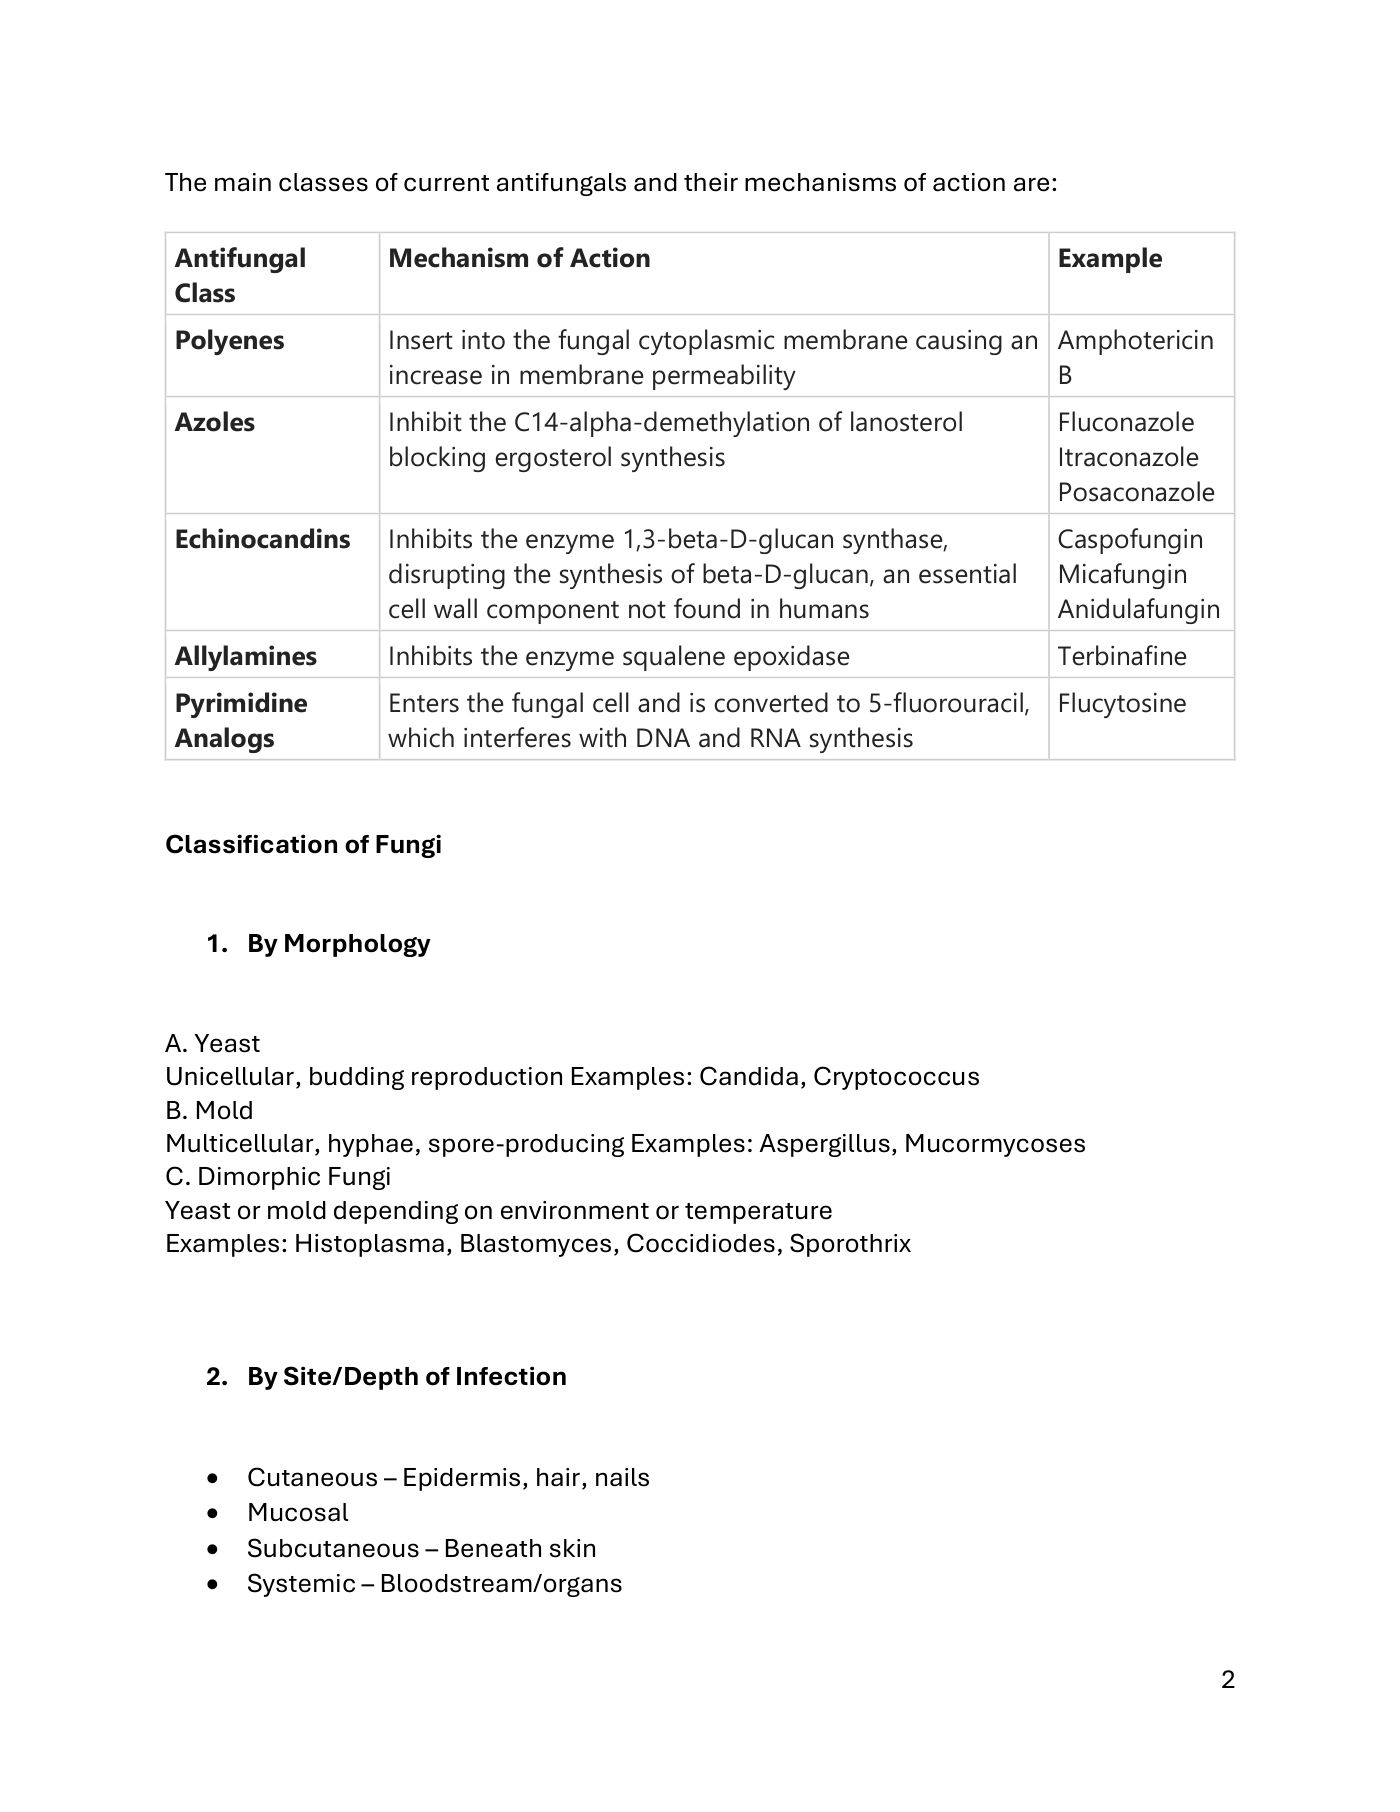 The main classes of current antifungals and their mechanisms of action are:
Antifungal
Class
Mechanism of Action
Example
Polyenes
Insert into the fungal cytoplasmic membrane causing an
increase in membrane permeability
Amphotericin
B
Azoles
Inhibit the C14-alpha-demethylation of lanosterol
blocking ergosterol synthesis
Fluconazole
Itraconazole
Posaconazole
Echinocandins
Inhibits the enzyme 1,3-beta-D-glucan synthase,
disrupting the synthesis of beta-D-glucan, an essential
cell wall component not found in humans
Caspofungin
Micafungin
Anidulafungin
Allylamines
Inhibits the enzyme squalene epoxidase
Terbinafine
Pyrimidine
Analogs
Enters the fungal cell and is converted to 5-fluorouracil,
which interferes with DNA and RNA synthesis
Flucytosine
Classification of Fungi
1. By Morphology
A. Yeast
Unicellular, budding reproduction Examples: Candida, Cryptococcus
B. Mold
Multicellular, hyphae, spore-producing Examples: Aspergillus, Mucormycoses
C. Dimorphic Fungi
Yeast or mold depending on environment or temperature
Examples: Histoplasma, Blastomyces, Coccidiodes, Sporothrix
2. By Site/Depth of Infection
• Cutaneous – Epidermis, hair, nails
• Mucosal
• Subcutaneous – Beneath skin
• Systemic – Bloodstream/organs
2